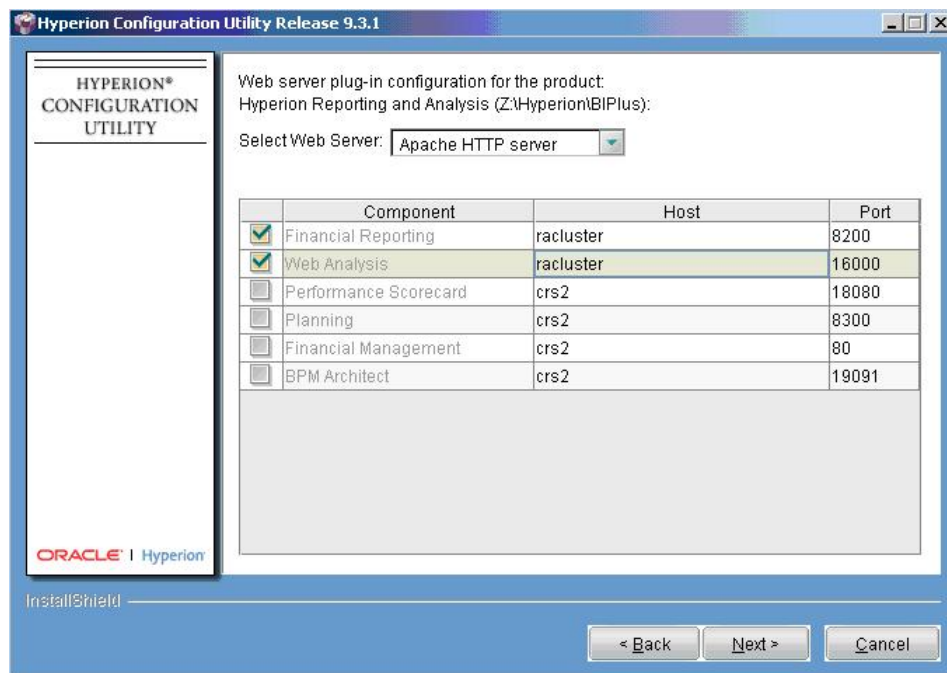 Hyperion Configuration Utility Release 9.3.1
HYPERION®
CONFIGURATION
UTILITY
Web server plug-in configuration for the product:
Hyperion Reporting and Analysis (Z:\Hyperion\BIPlus):
Select Web Server: Apache HTTP server
Component Host Port
Financial Reporting racluster 8200
Web Analysis racluster 16000
Performance Scorecard crs2 18080
Planning crs2 8300
Financial Management crs2 80
BPM Architect crs2 19091
ORACLE® | Hyperion
InstallShield
< Back Next > Cancel